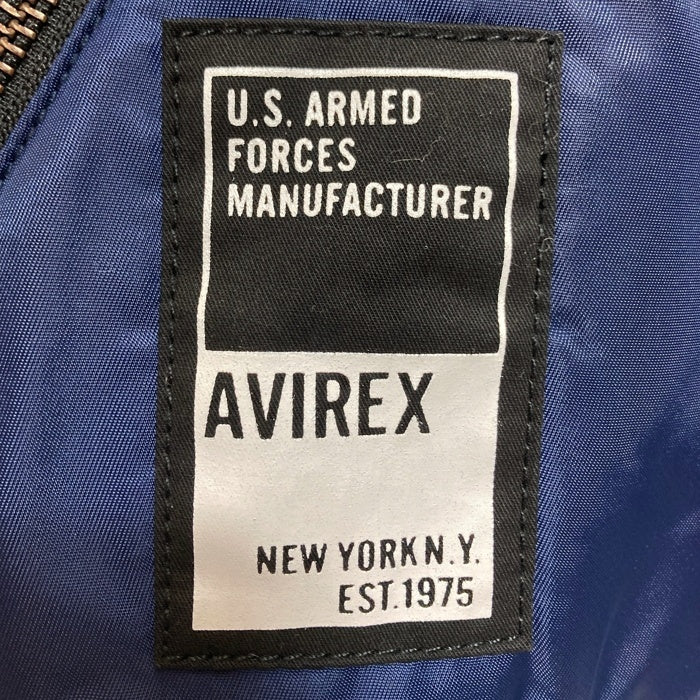 U.S. ARMED
FORCES
MANUFACTURER
AVIREX
NEW YORK N.Y.
EST.1975